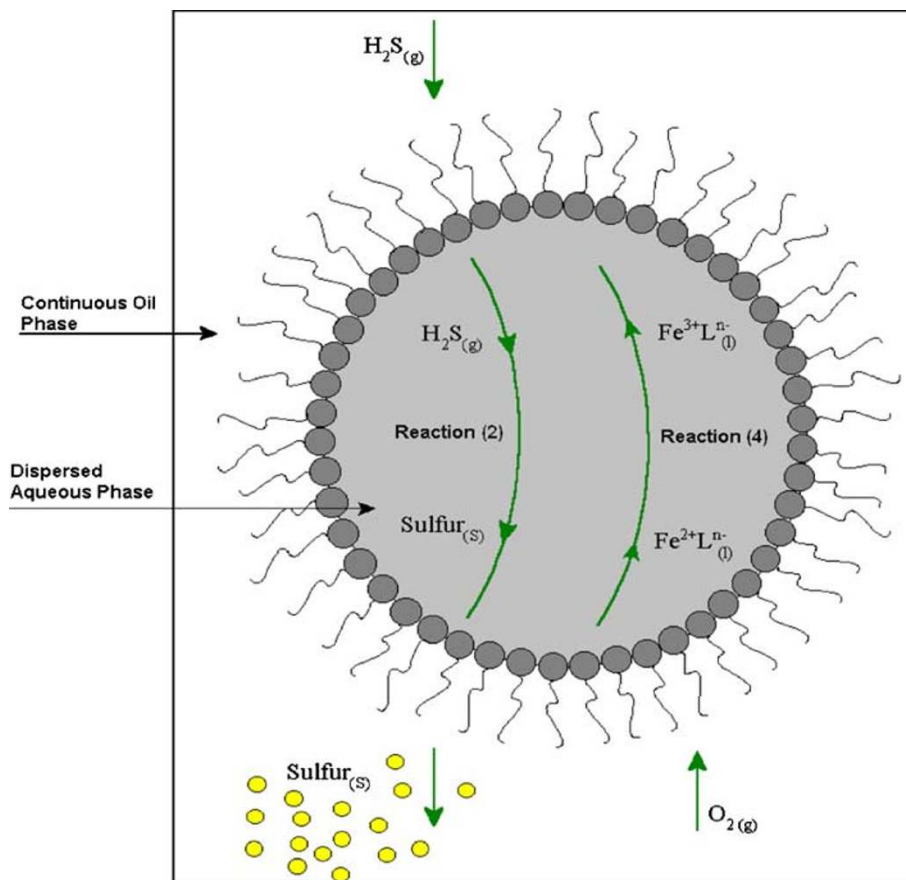 H₂S(g)
Continuous Oil
Phase
H₂S(g)
Fe³⁺Lⁿ⁻(l)
Reaction (2)
Reaction (4)
Dispersed
Aqueous Phase
Sulfur(S)
Fe²⁺Lⁿ⁻(l)
Sulfur(S)
O₂(g)